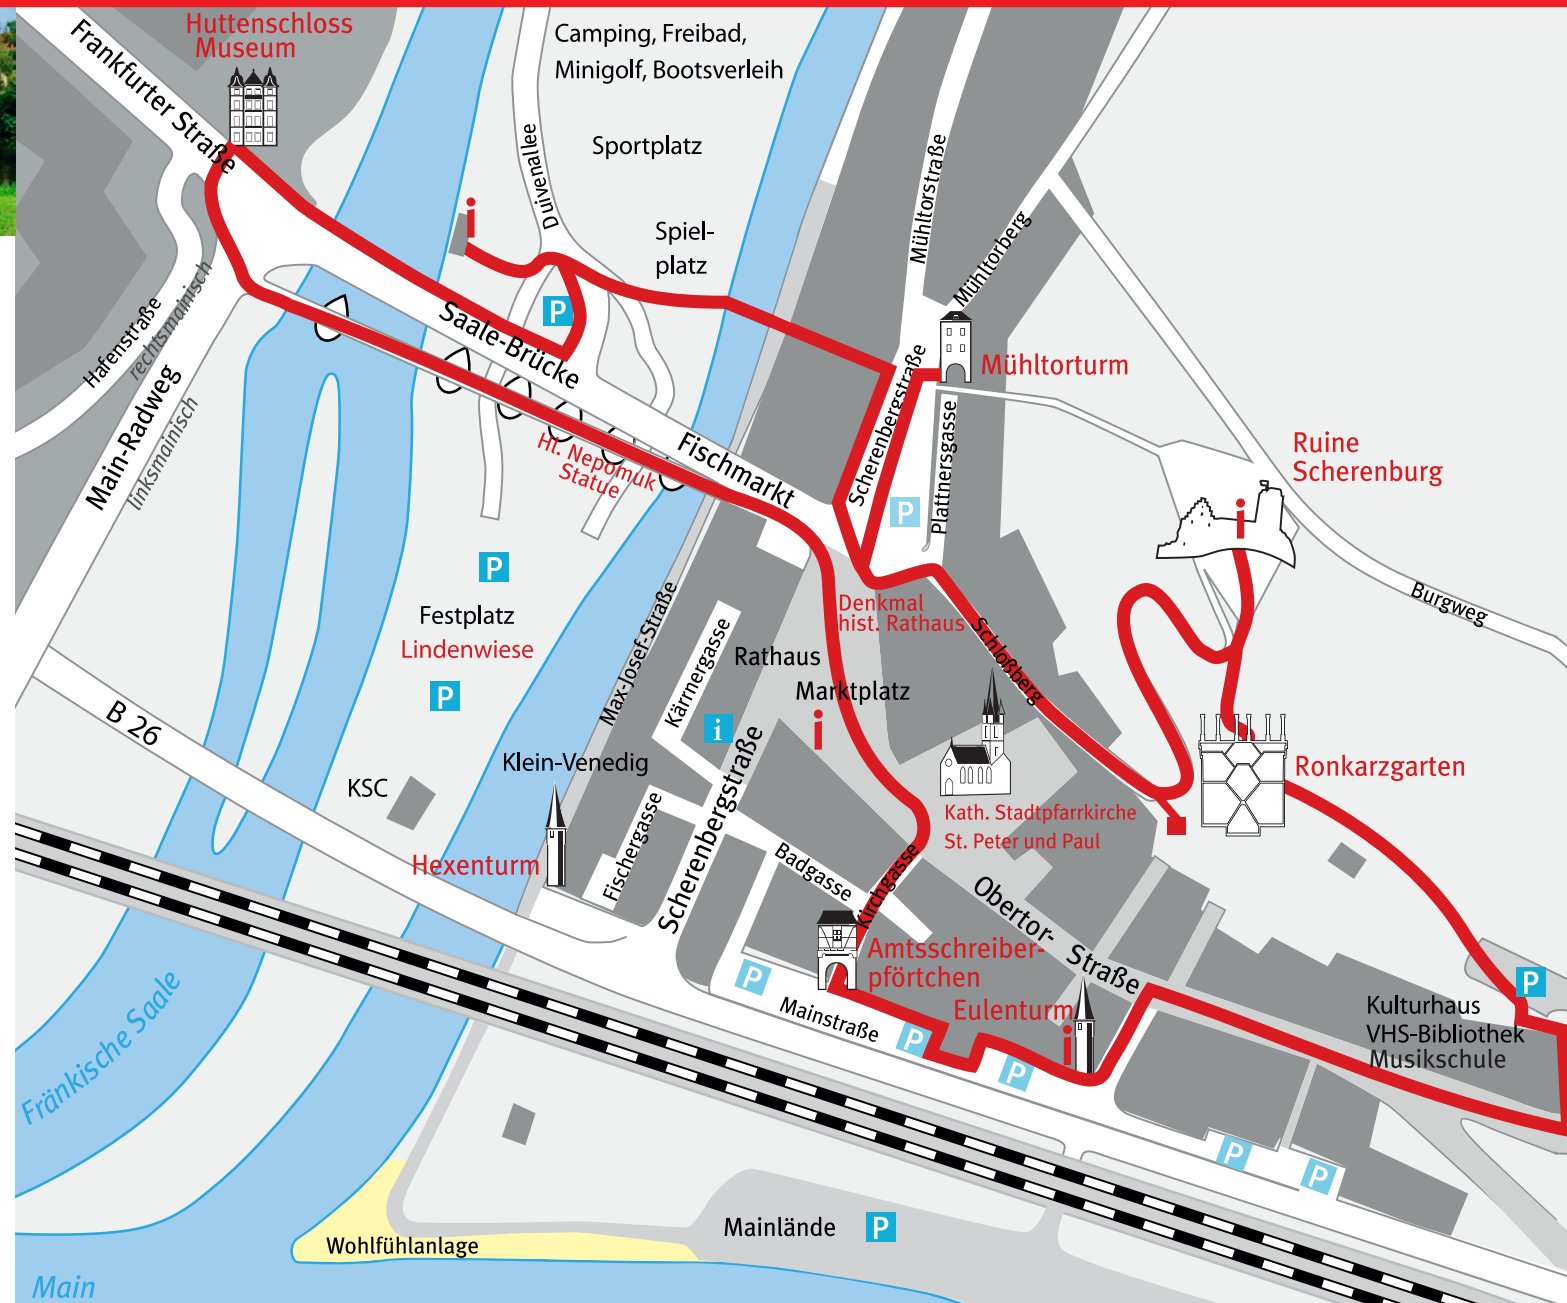 Huttenschloss
Museum
Frankfurter Straße
Camping, Freibad,
Minigolf, Bootsverleih
Sportplatz
Duivenallee
Spiel-
platz
i
P
Mühltorstraße
Mühltorberg
Mühltorturm
Hafenstraße
rechtsmainisch
Main-Radweg
linksmainisch
Saale-Brücke
Fischmarkt
Hl. Nepomuk
Statue
Scherenbergstraße
Plattnersgasse
P
Ruine
Scherenburg
i
Burgweg
P
Festplatz
Lindenwiese
P
Max-Josef-Straße
Kärrnergasse
Rathaus
Marktplatz
i
i
Denkmal
hist. Rathaus
Schloßberg
B 26
Klein-Venedig
KSC
Hexenturm
Fischergasse
Scherenbergstraße
Badgasse
Kirchgasse
Kath. Stadtpfarrkirche
St. Peter und Paul
Ronkarzgarten
Obertor-
Straße
Amtsschreiber-
pförtchen
Eulenturm
i
P
Mainstraße
P
P
P
Kulturhaus
VHS-Bibliothek
Musikschule
P
P
Fränkische Saale
Mainlände
P
Wohlfühlanlage
Main